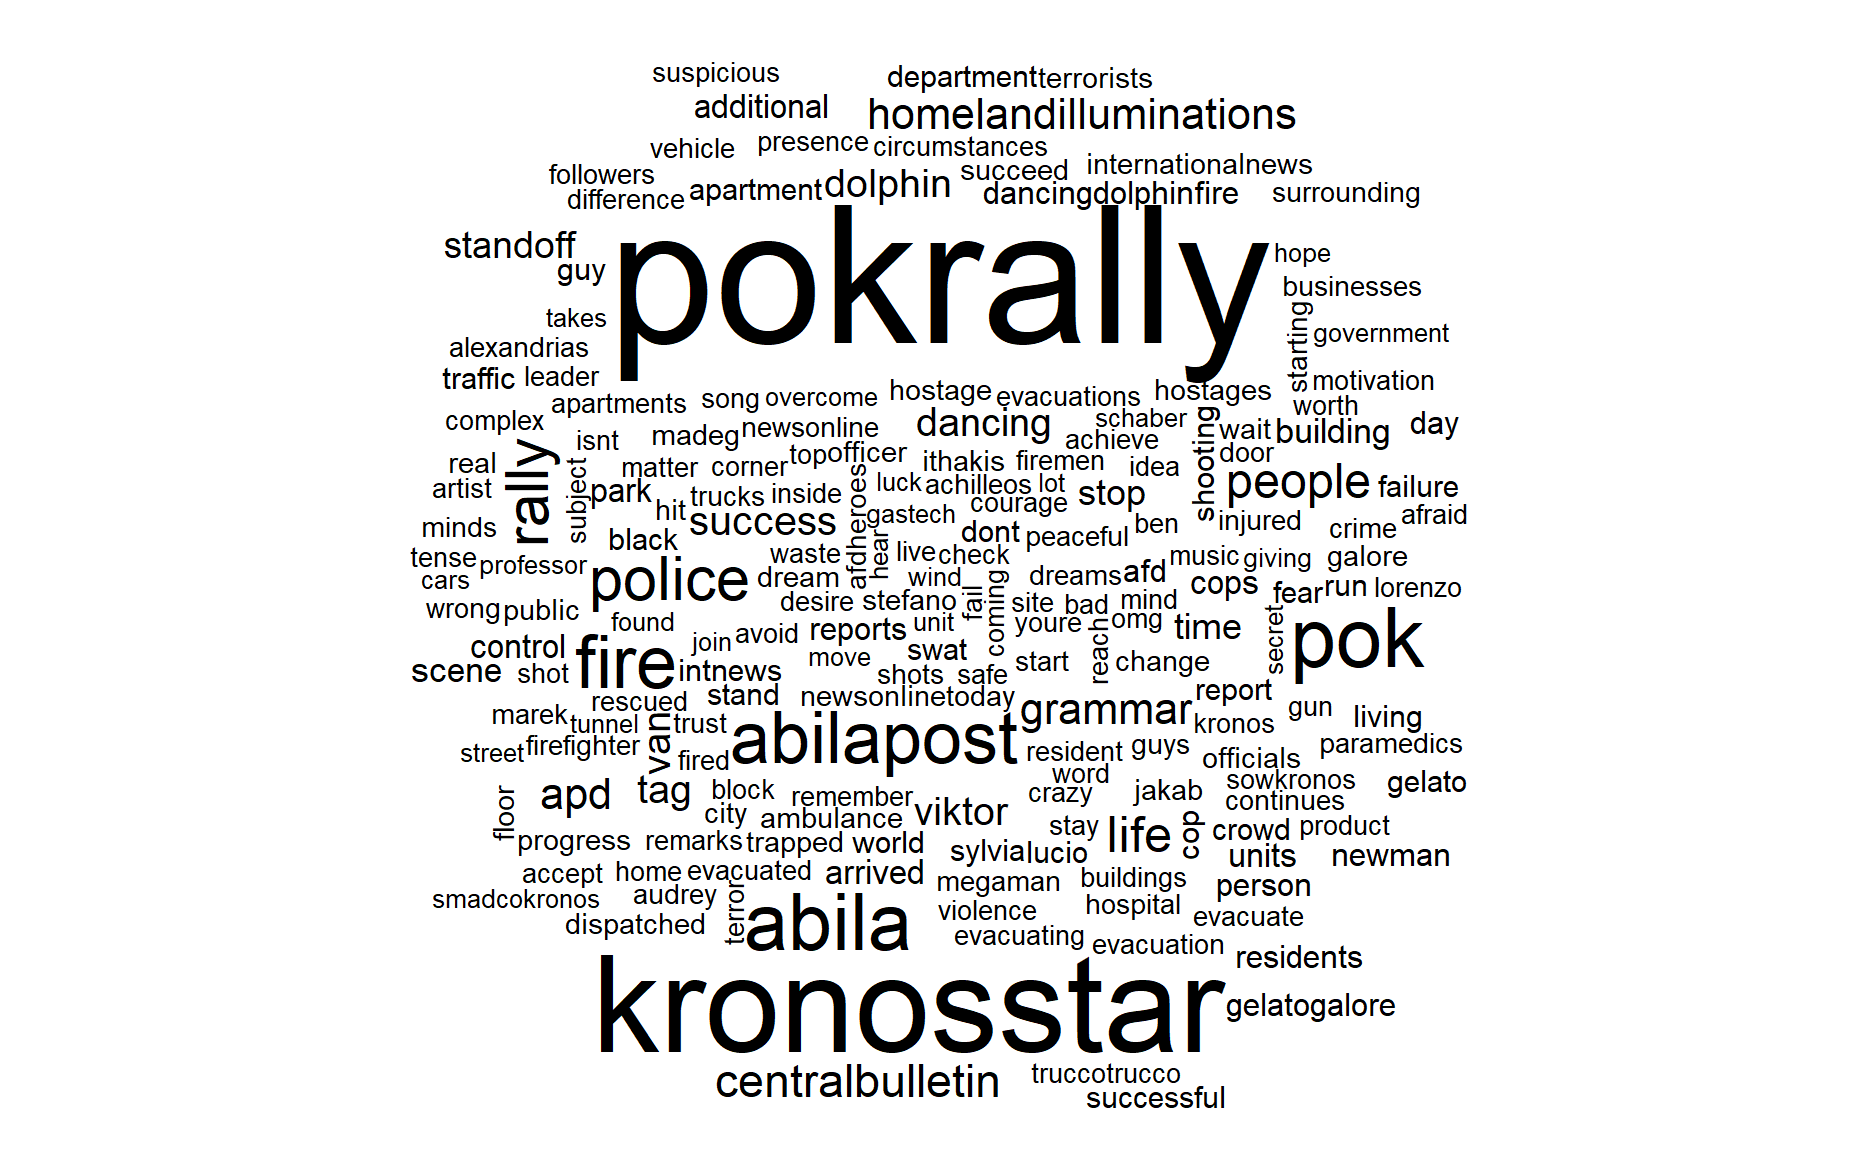 suspicious departmentterrorists
additional homelandilluminations
vehicle presence circumstances
followers succeed internationalnews
difference apartment dolphin dancingdolphinfire surrounding
standoff pokrally hope
guy businesses
takes starting government
alexandrias
traffic leader motivation
apartments song overcome hostage evacuations hostages worth
complex isnt madeg newsonline dancing schaber achieve shooting wait building day
real rally matter corner topofficer ithakis firemen idea door
artist subject park trucks inside afdheroes luck achilleos lot stop people failure
minds hit success gastech courage injured crime afraid
black dont peaceful ben
tense professor waste hear live check music giving galore
cars police dream wind dreams afd cops fear run lorenzo
wrong public desire stefano fail coming site bad mind
found join avoid reports unit youre reach omg time secret pok
control fire move swat
scene shot intnews shots safe start change
rescued stand newsonlinetoday grammar report
marek tunnel van trust abilapost kronos gun living
street firefighter fired resident guys officials paramedics
floor apd tag block word sowkronos gelato
remember crazy jakab continues
city ambulance viktor stay life cop crowd product
progress remarks trapped world sylvia lucio units newman
accept home evacuated arrived megaman buildings person
smadcokronos audrey terror abila violence hospital evacuate
dispatched evacuating evacuation
residents
kronosstar gelatogalore
centralbulletin truccotrucco
successful